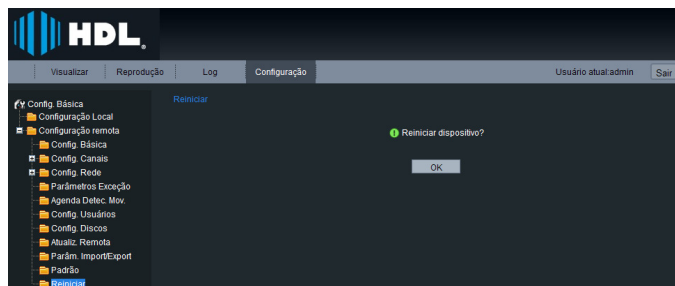 HDL.
Visualizar Reprodução Log Configuração Usuário atual:admin Sair
Config. Básica
Configuração Local
Configuração remota
Config. Básica
Config. Canais
Config. Rede
Parâmetros Exceção
Agenda Detec. Mov.
Config. Usuários
Config. Discos
Atualiz. Remota
Parâm. Import/Export
Padrão
Reiniciar
Reiniciar
Reiniciar dispositivo?
OK